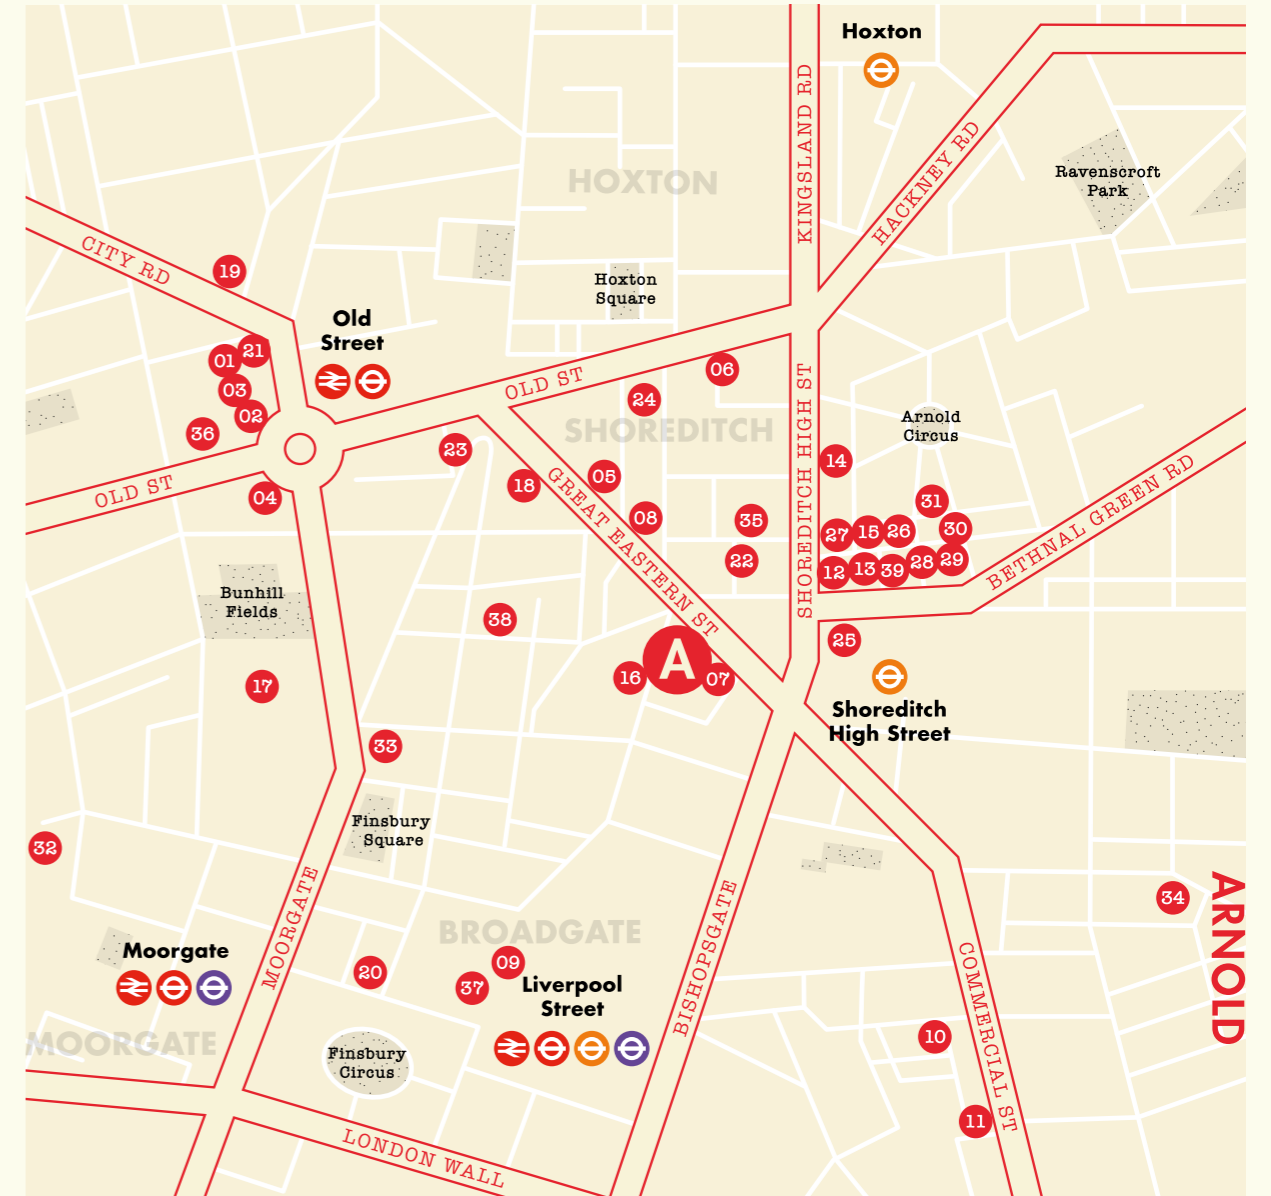 Hoxton
KINGSLAND RD
HACKNEY RD
Ravenscroft
Park
HOXTON
CITY RD
19
Hoxton
Square
Old
Street
21
01
03
02
36
OLD ST
06
24
SHOREDITCH
SHOREDITCH HIGH ST
Arnold
Circus
23
18
05
14
OLD ST
04
GREAT EASTERN ST
08
35
22
31
27
15
26
30
12
13
39
28
29
BETHNAL GREEN RD
Bunhill
Fields
38
25
A
16
07
17
Shoreditch
High Street
33
Finsbury
Square
32
MOORGATE
BISHOPSGATE
34
ARNOLD
BROADGATE
Moorgate
20
09
37
Liverpool
Street
COMMERCIAL ST
10
MOORGATE
Finsbury
Circus
11
LONDON WALL